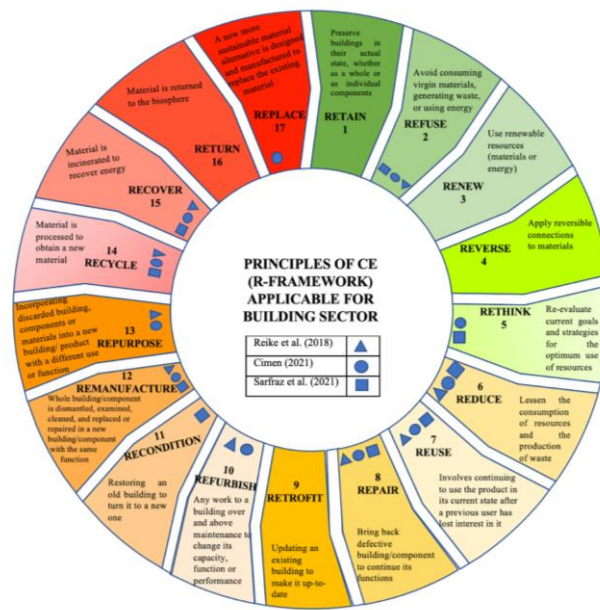 PRINCIPLES OF CE
(R-FRAMEWORK)
APPLICABLE FOR
BUILDING SECTOR
Reike et al. (2018)
Cimen (2021)
Sarfraz et al. (2021)
Preserve
buildings in
their actual
state, whether
as a whole or
as individual
components
RETAIN
1
Avoid consuming
virgin materials,
generating waste,
or using energy
REFUSE
2
Use renewable
resources
(materials or
energy)
RENEW
3
Apply reversible
connections to
materials
REVERSE
4
RETHINK
5
Re-evaluate
current goals
and strategies
for the
optimum use of
resources
6
REDUCE
Lessen the
consumption of
resources and
the production
of waste
7
REUSE
Involves continuing
to use the product in
its current state after
a previous user has
lost interest in it
8
REPAIR
Bring back
defective
building/component
to continue its
functions
9
RETROFIT
Updating an
existing
building to
make it up-to-
date
10
REFURBISH
Any work to a
building over
and above
maintenance to
change its
capacity,
function or
performance
11
RECONDITION
Restoring an
old building to
turn it to a new
one
12
REMANUFACTURE
Whole building/component
is dismantled, examined,
cleaned, and replaced or
repaired in a new
building/component
with the same
function
Incorporating
discarded building,
components or
materials into a new
building/ product
with a different use
or function
13
REPURPOSE
Material is
processed to
obtain a new
material
14
RECYCLE
Material is
incinerated to
recover energy
RECOVER
15
Material is returned
to the biosphere
RETURN
16
A new more
sustainable material
alternative is designed
and manufactured to
replace the existing
material
REPLACE
17